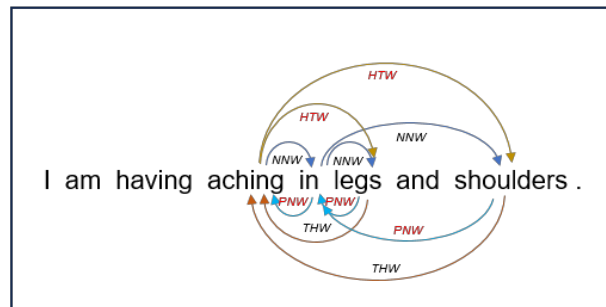 HTW
HTW
NNW
NNW NNW
I am having aching in legs and shoulders .
PNW PNW
THW PNW
THW